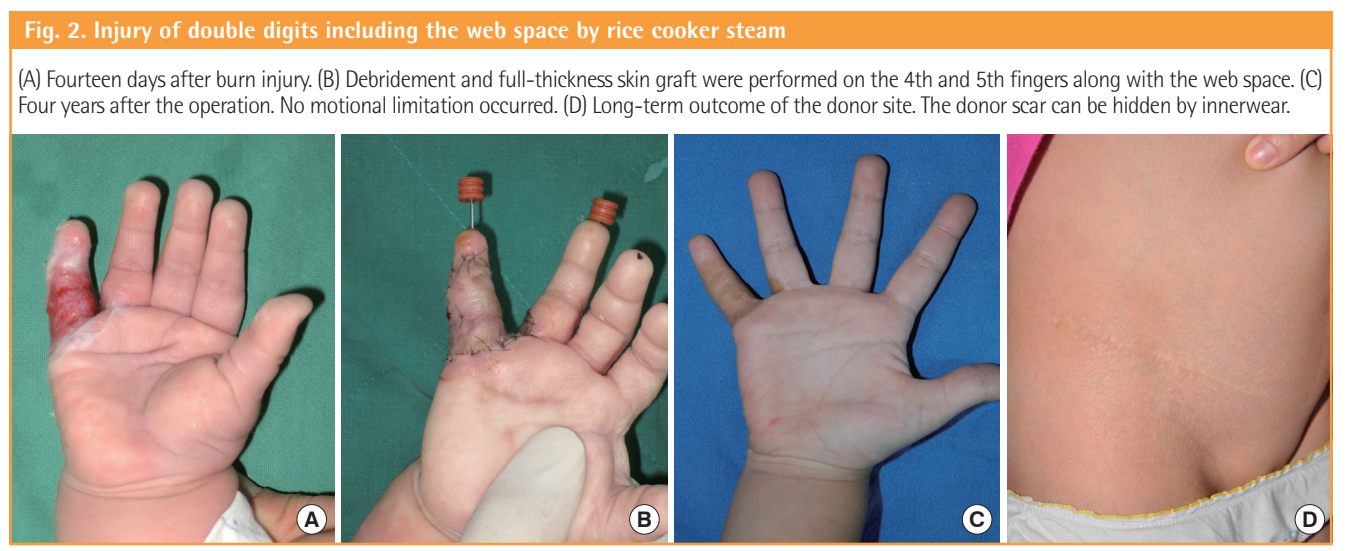 Fig. 2. Injury of double digits including the web space by rice cooker steam
(A) Fourteen days after burn injury. (B) Debridement and full-thickness skin graft were performed on the 4th and 5th fingers along with the web space. (C)
Four years after the operation. No motional limitation occurred. (D) Long-term outcome of the donor site. The donor scar can be hidden by innerwear.
A
B
C
D